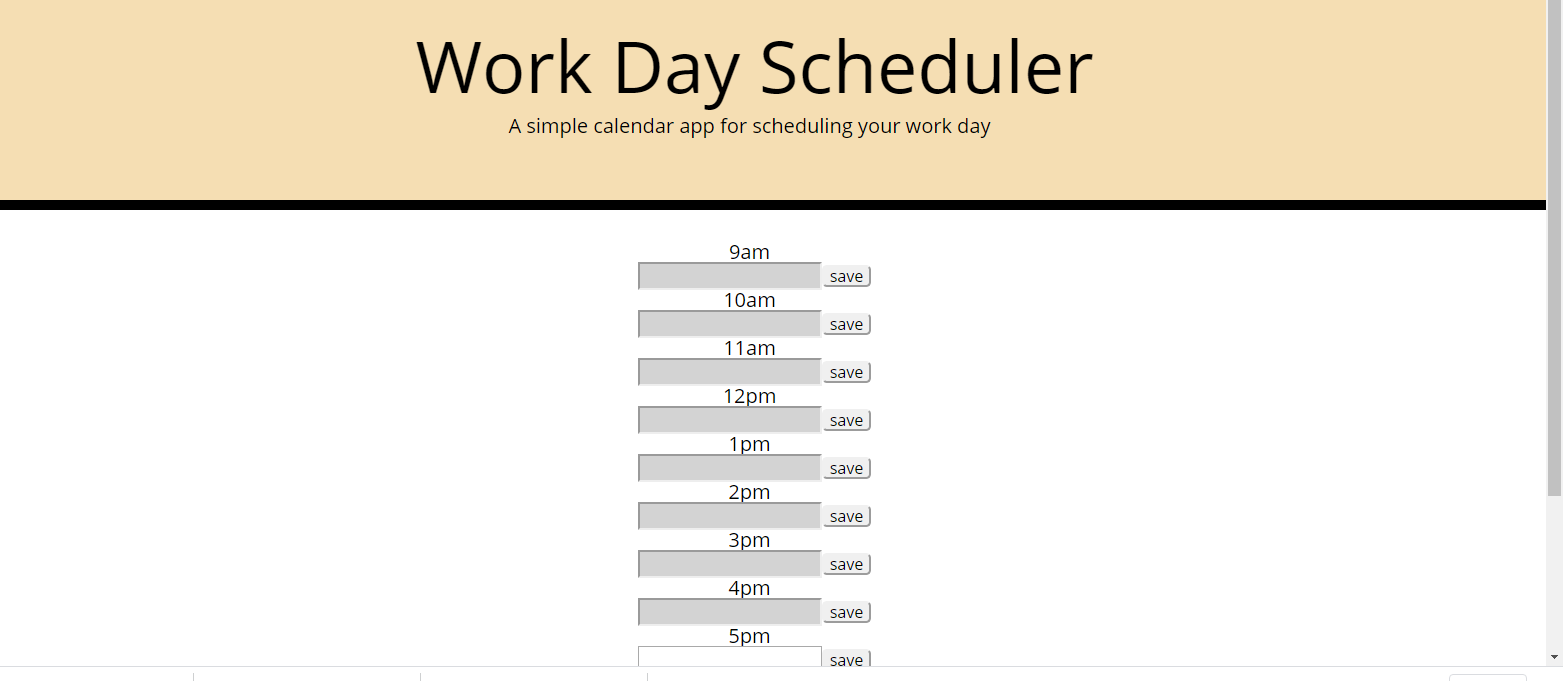 Work Day Scheduler
A simple calendar app for scheduling your work day
9am
save
10am
save
11am
save
12pm
save
1pm
save
2pm
save
3pm
save
4pm
save
5pm
save